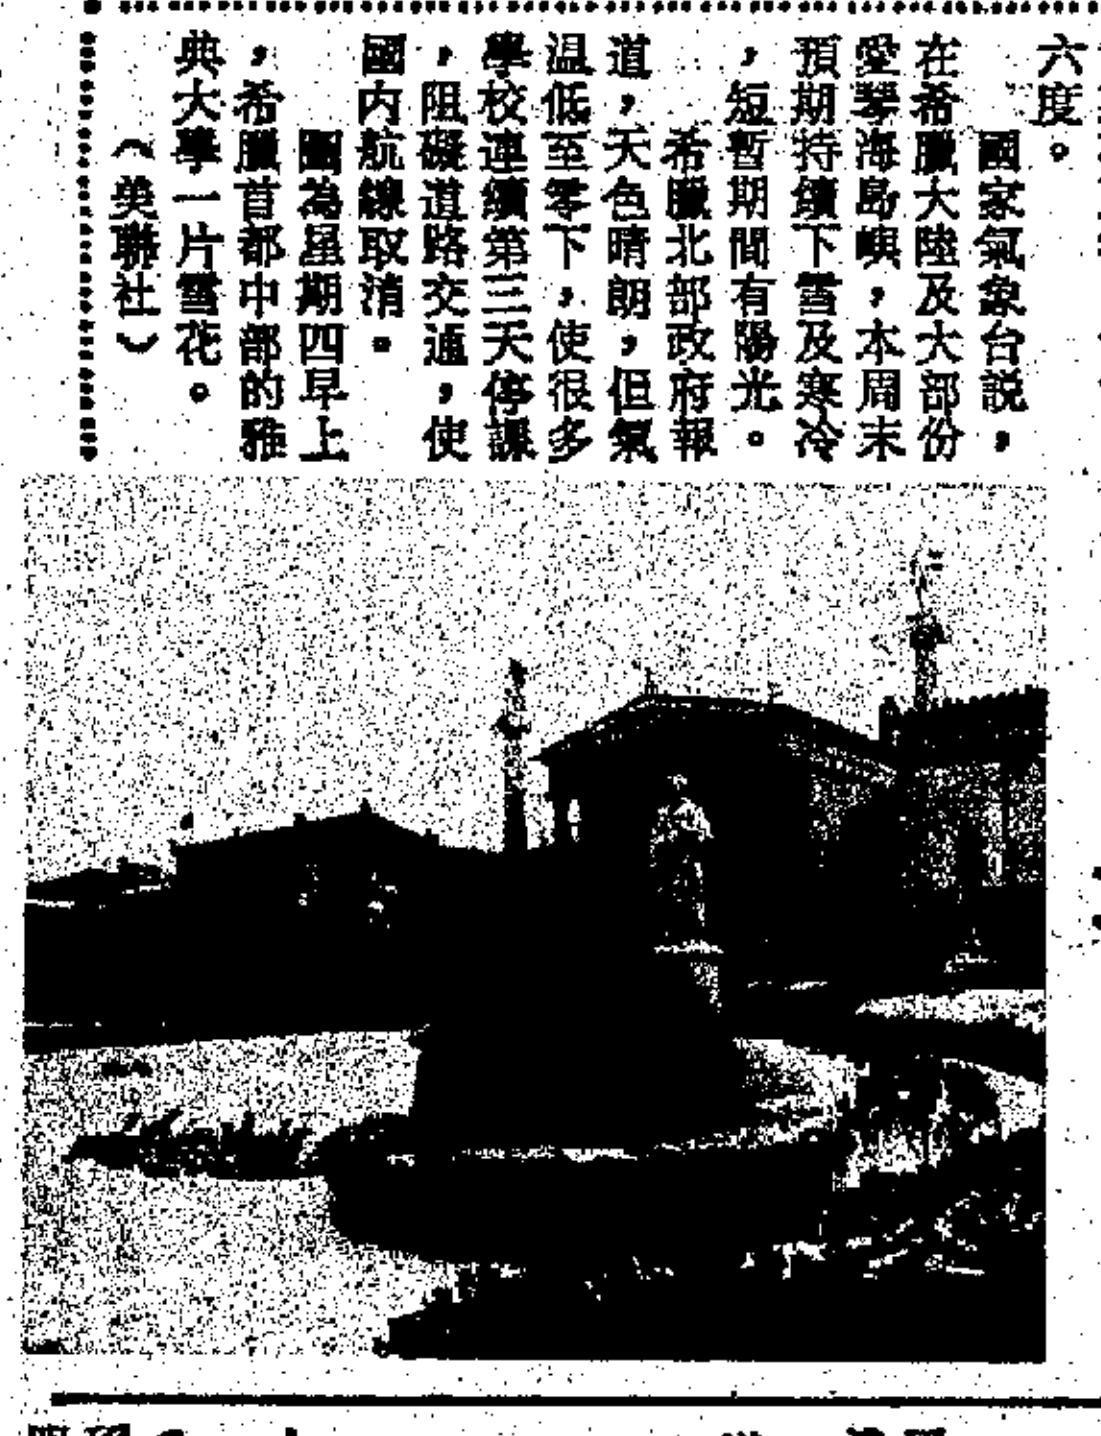 六度。
國家氣象台説，
在希臘大陸及大部份
愛琴海島嶼，本周末
預期持續下雪及寒冷
，短暫期間有陽光。
希臘北部政府報
道，天色晴朗，但氣
温低至零下，使很多
學校連續第三天停課
，阻礙道路交通，使
國内航線取消。
圖為星期四早上
，希臘首都中部的雅
典大學一片雪花。
（美聯社）